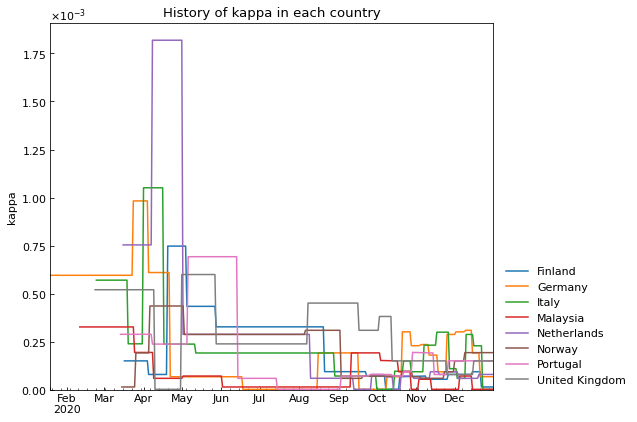 History of kappa in each country
×10⁻³
1.75
1.50
1.25
1.00
0.75
0.50
0.25
0.00
kappa
Feb Mar Apr May Jun Jul Aug Sep Oct Nov Dec
2020
Finland
Germany
Italy
Malaysia
Netherlands
Norway
Portugal
United Kingdom